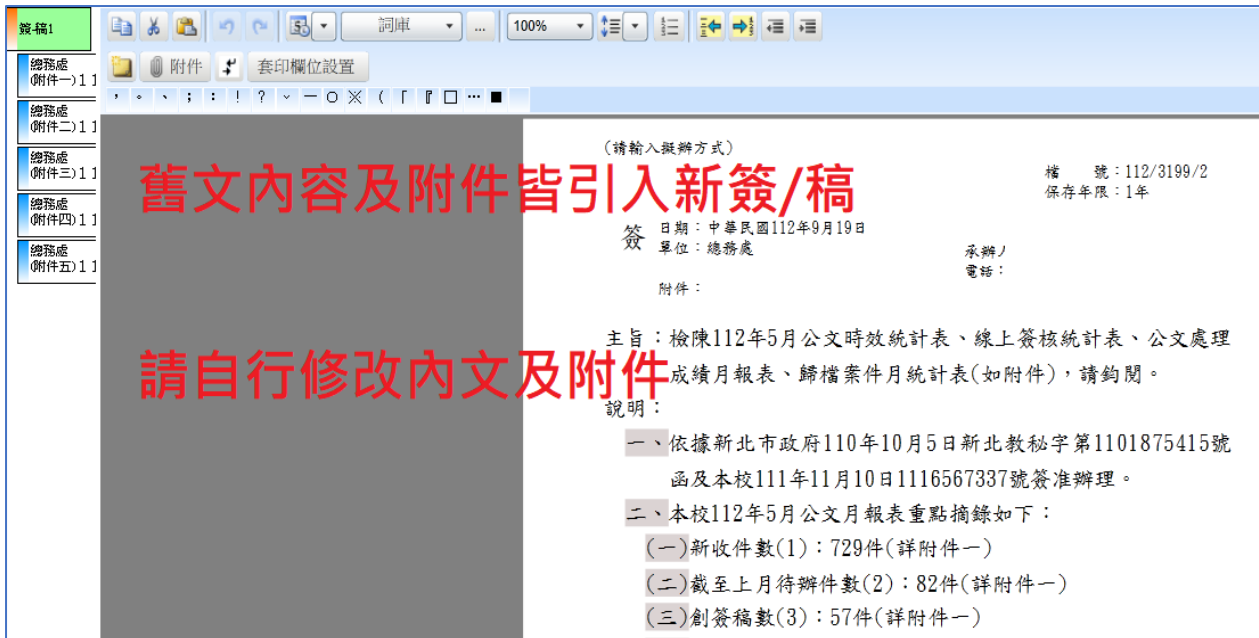 簽-稿1
總務處
(附件一)1 1
總務處
(附件二)1 1
總務處
(附件三)1 1
總務處
(附件四)1 1
總務處
(附件五)1 1
詞庫
...
100%
附件
套印欄位設置
， 。 、 ； ： ！ ？ ˇ — ○ ※ （ 「 『 □ … ■
舊文內容及附件皆引入新簽/稿
請自行修改內文及附件
(請輸入擬辦方式)
檔　　號：112/3199/2
保存年限：1年
簽
日期：中華民國112年9月19日
單位：總務處
承辦
電話：
附件：
主旨：檢陳112年5月公文時效統計表、線上簽核統計表、公文處理
成績月報表、歸檔案件月統計表(如附件)，請鈞閱。
說明：
一、依據新北市政府110年10月5日新北教秘字第1101875415號
函及本校111年11月10日1116567337號簽准辦理。
二、本校112年5月公文月報表重點摘錄如下：
(一)新收件數(1)：729件(詳附件一)
(二)截至上月待辦件數(2)：82件(詳附件一)
(三)創簽稿數(3)：57件(詳附件一)